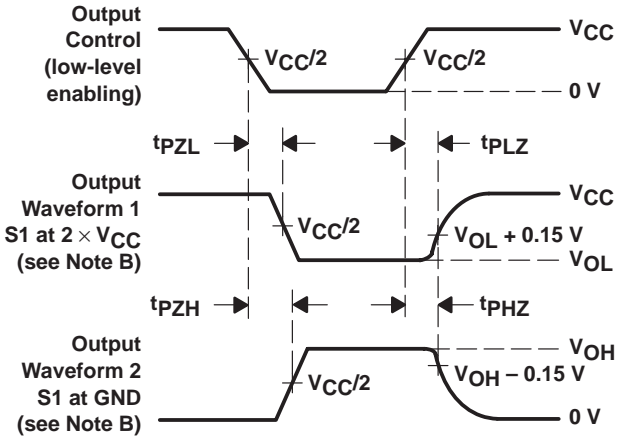 Output
Control
(low-level
enabling)
VCC/2
VCC/2
VCC
0 V
tPZL
tPLZ
Output
Waveform 1
S1 at 2 × VCC
(see Note B)
VCC/2
VCC
VOL + 0.15 V
VOL
tPZH
tPHZ
Output
Waveform 2
S1 at GND
(see Note B)
VCC/2
VOH
VOH – 0.15 V
0 V